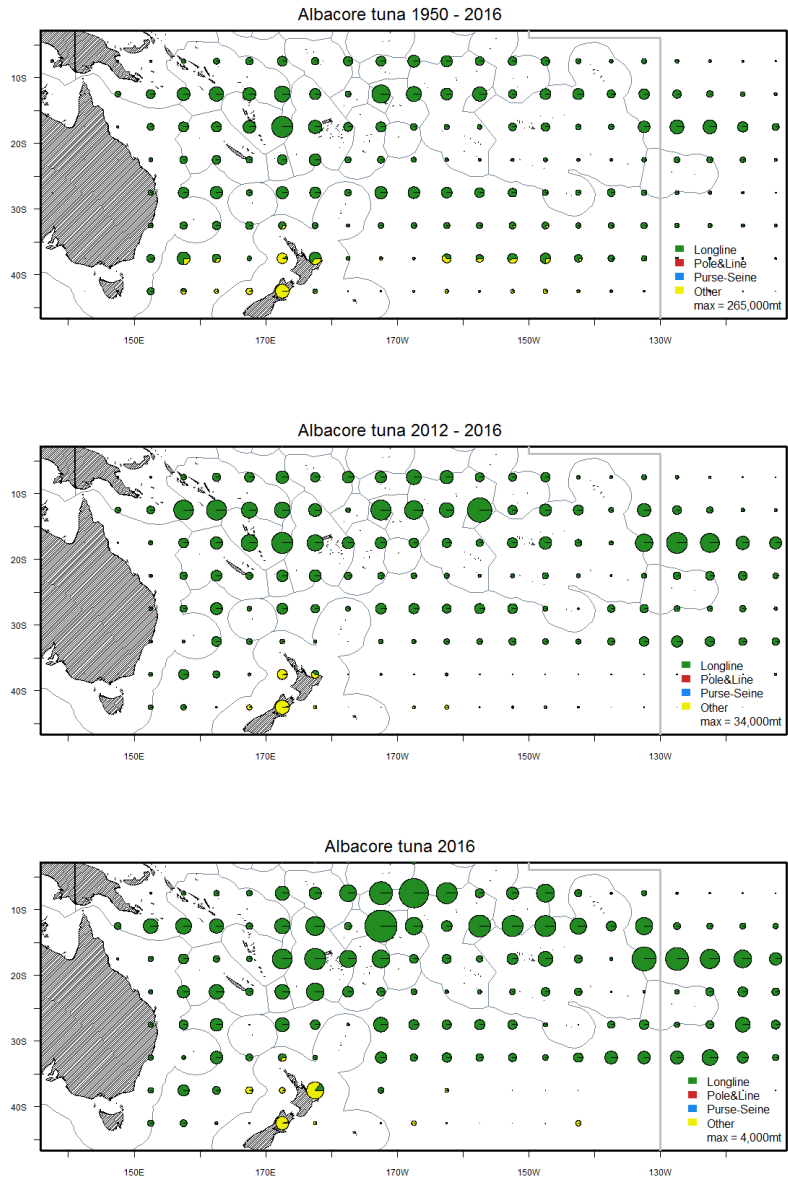 Albacore tuna 1950 - 2016
10S
20S
30S
40S
Longline
Pole&Line
Purse-Seine
Other
max = 265,000mt
150E 170E 170W 150W 130W
Albacore tuna 2012 - 2016
10S
20S
30S
40S
Longline
Pole&Line
Purse-Seine
Other
max = 34,000mt
150E 170E 170W 150W 130W
Albacore tuna 2016
10S
20S
30S
40S
Longline
Pole&Line
Purse-Seine
Other
max = 4,000mt
150E 170E 170W 150W 130W